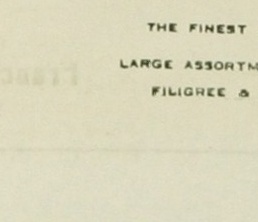 THE FINEST
LARGE ASSORTM
FILIGREE &